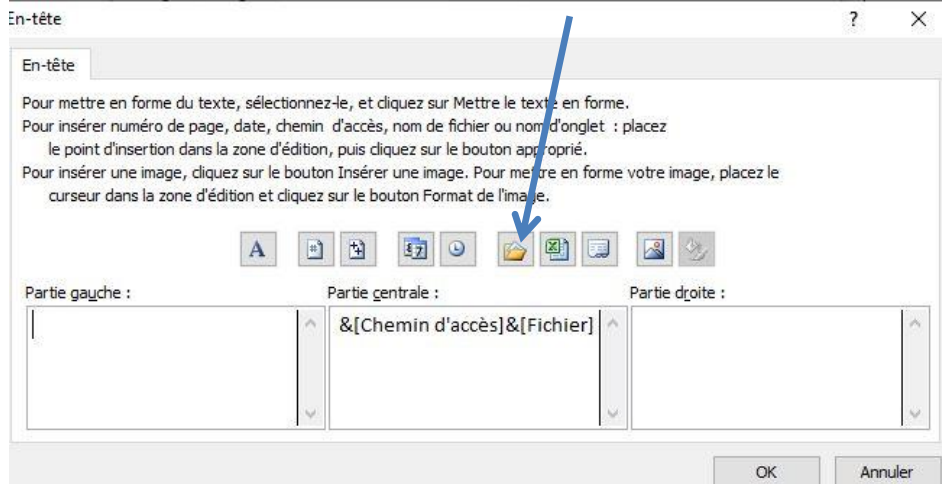 En-tête
En-tête
Pour mettre en forme du texte, sélectionnez-le, et cliquez sur Mettre le texte en forme.
Pour insérer numéro de page, date, chemin d'accès, nom de fichier ou nom d'onglet : placez
le point d'insertion dans la zone d'édition, puis cliquez sur le bouton approprié.
Pour insérer une image, cliquez sur le bouton Insérer une image. Pour mettre en forme votre image, placez le
curseur dans la zone d'édition et cliquez sur le bouton Format de l'image.
A
Partie gauche :
Partie centrale :
Partie droite :
&[Chemin d'accès]&[Fichier]
OK
Annuler